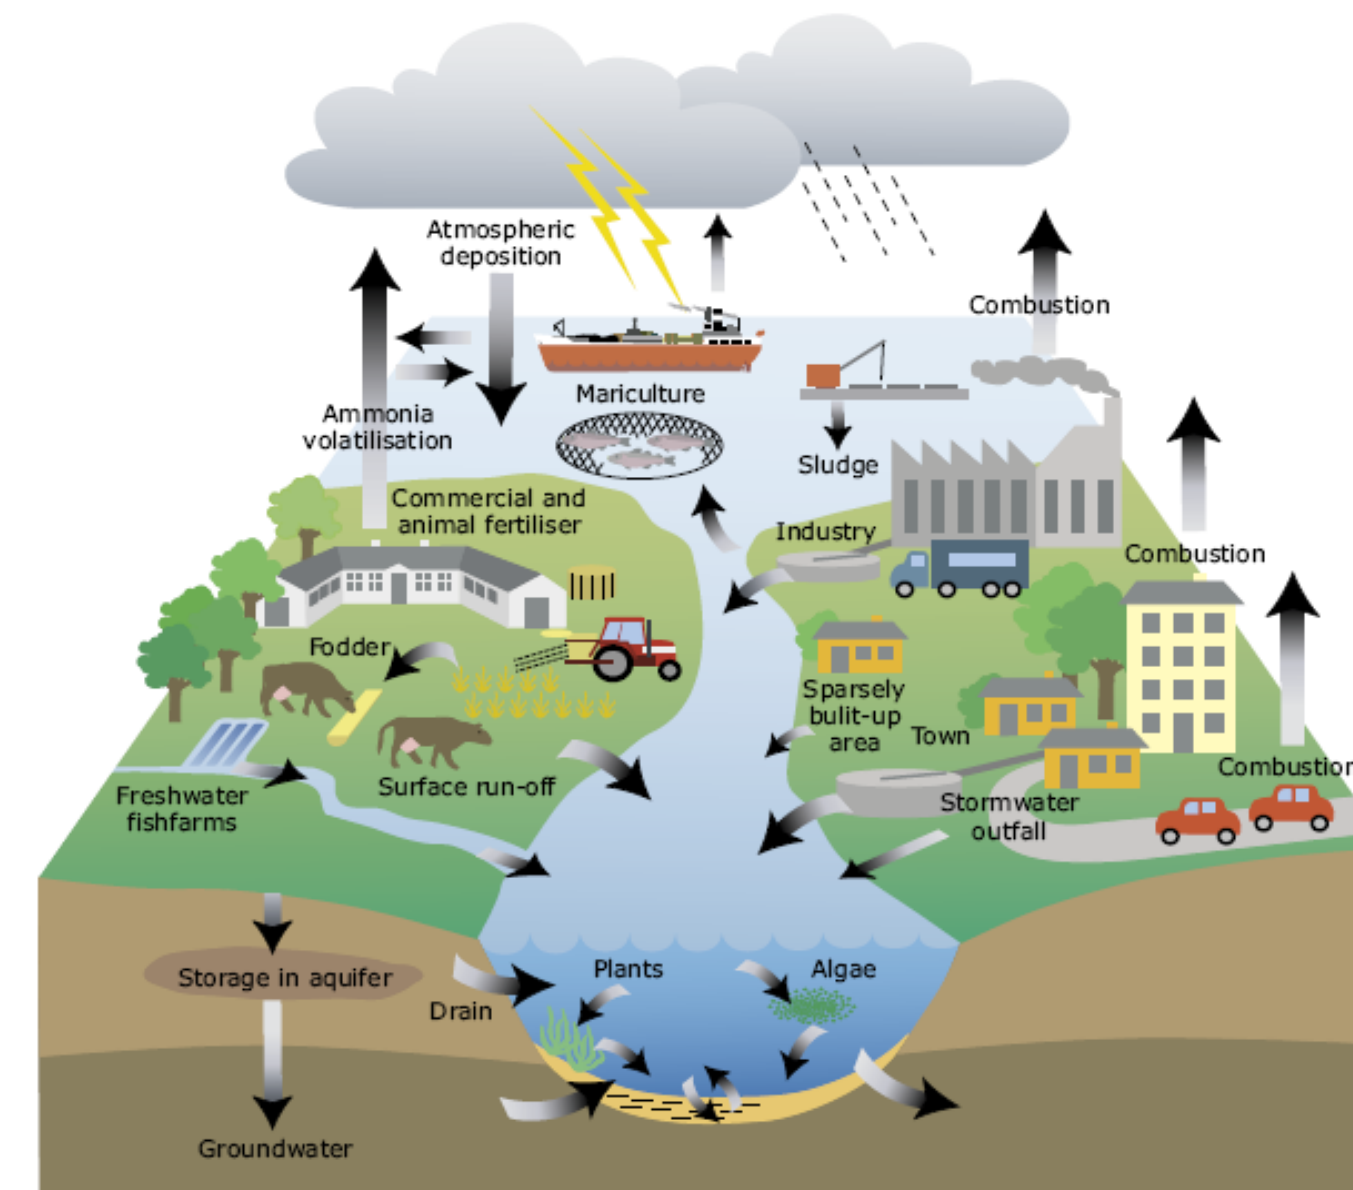 Atmospheric
deposition
Combustion
Mariculture
Ammonia
volatilisation
Sludge
Commercial and
animal fertiliser
Industry
Combustion
Fodder
Sparsely
bulit-up
area
Town
Combustion
Surface run-off
Freshwater
fishfarms
Stormwater
outfall
Plants
Algae
Storage in aquifer
Drain
Groundwater